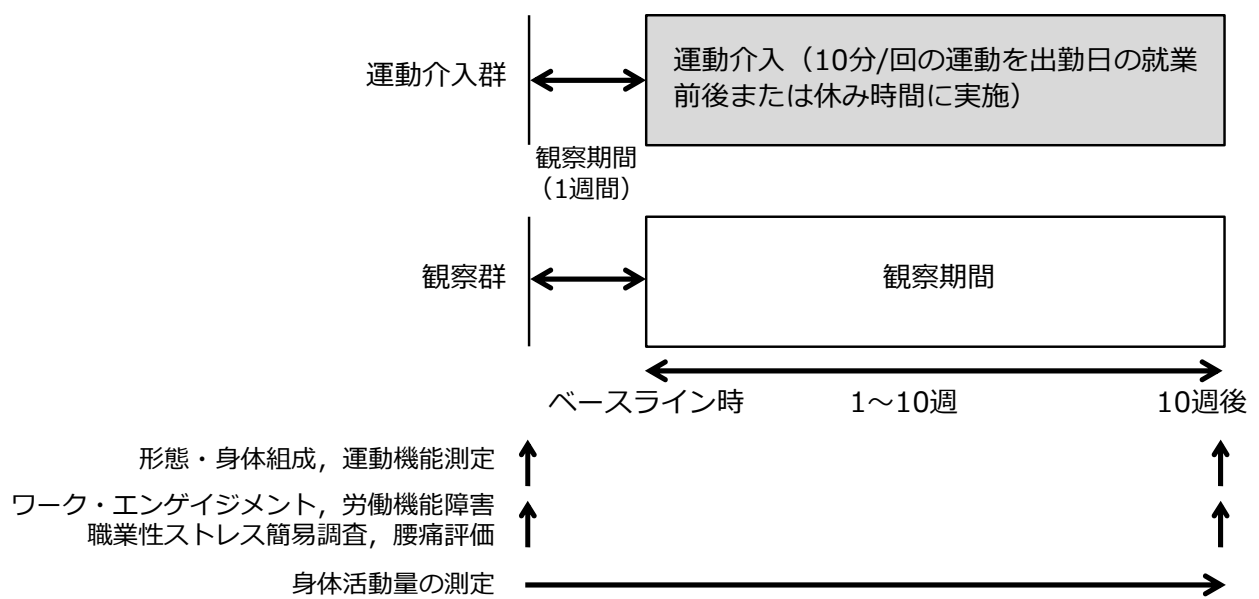 運動介入群
運動介入（10分/回の運動を出勤日の就業
前後または休み時間に実施）
観察期間
（1週間）
観察群
観察期間
ベースライン時
1～10週
10週後
形態・身体組成，運動機能測定
ワーク・エンゲイジメント，労働機能障害
職業性ストレス簡易調査，腰痛評価
身体活動量の測定